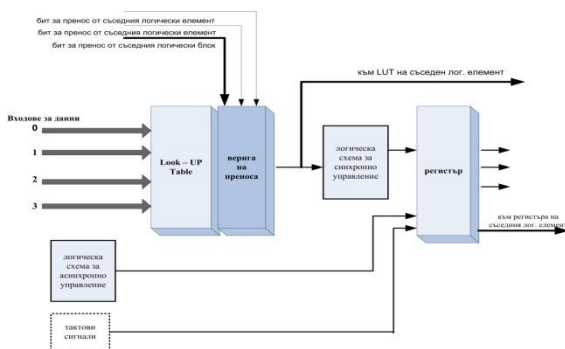 бит за пренос от съседния логически елемент
бит за пренос от съседния логически елемент
бит за пренос от съседния логически блок
към LUT на съседен лог. елемент
Входове за данни
0
1
2
3
Look – UP
Table
верига
на
преноса
логическа
схема за
синхронно
управление
регистър
към регистъра на
съседния лог. елемент
логическа
схема за
асинхронно
управление
тактови
сигнали